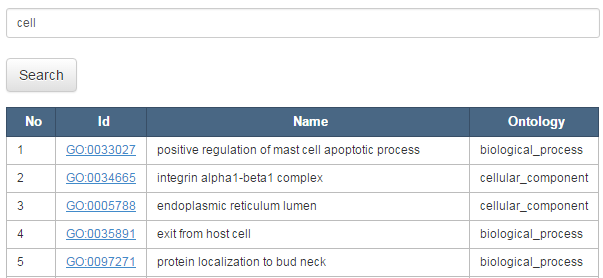 cell
Search
No Id Name Ontology
1 GO:0033027 positive regulation of mast cell apoptotic process biological_process
2 GO:0034665 integrin alpha1-beta1 complex cellular_component
3 GO:0005788 endoplasmic reticulum lumen cellular_component
4 GO:0035891 exit from host cell biological_process
5 GO:0097271 protein localization to bud neck biological_process